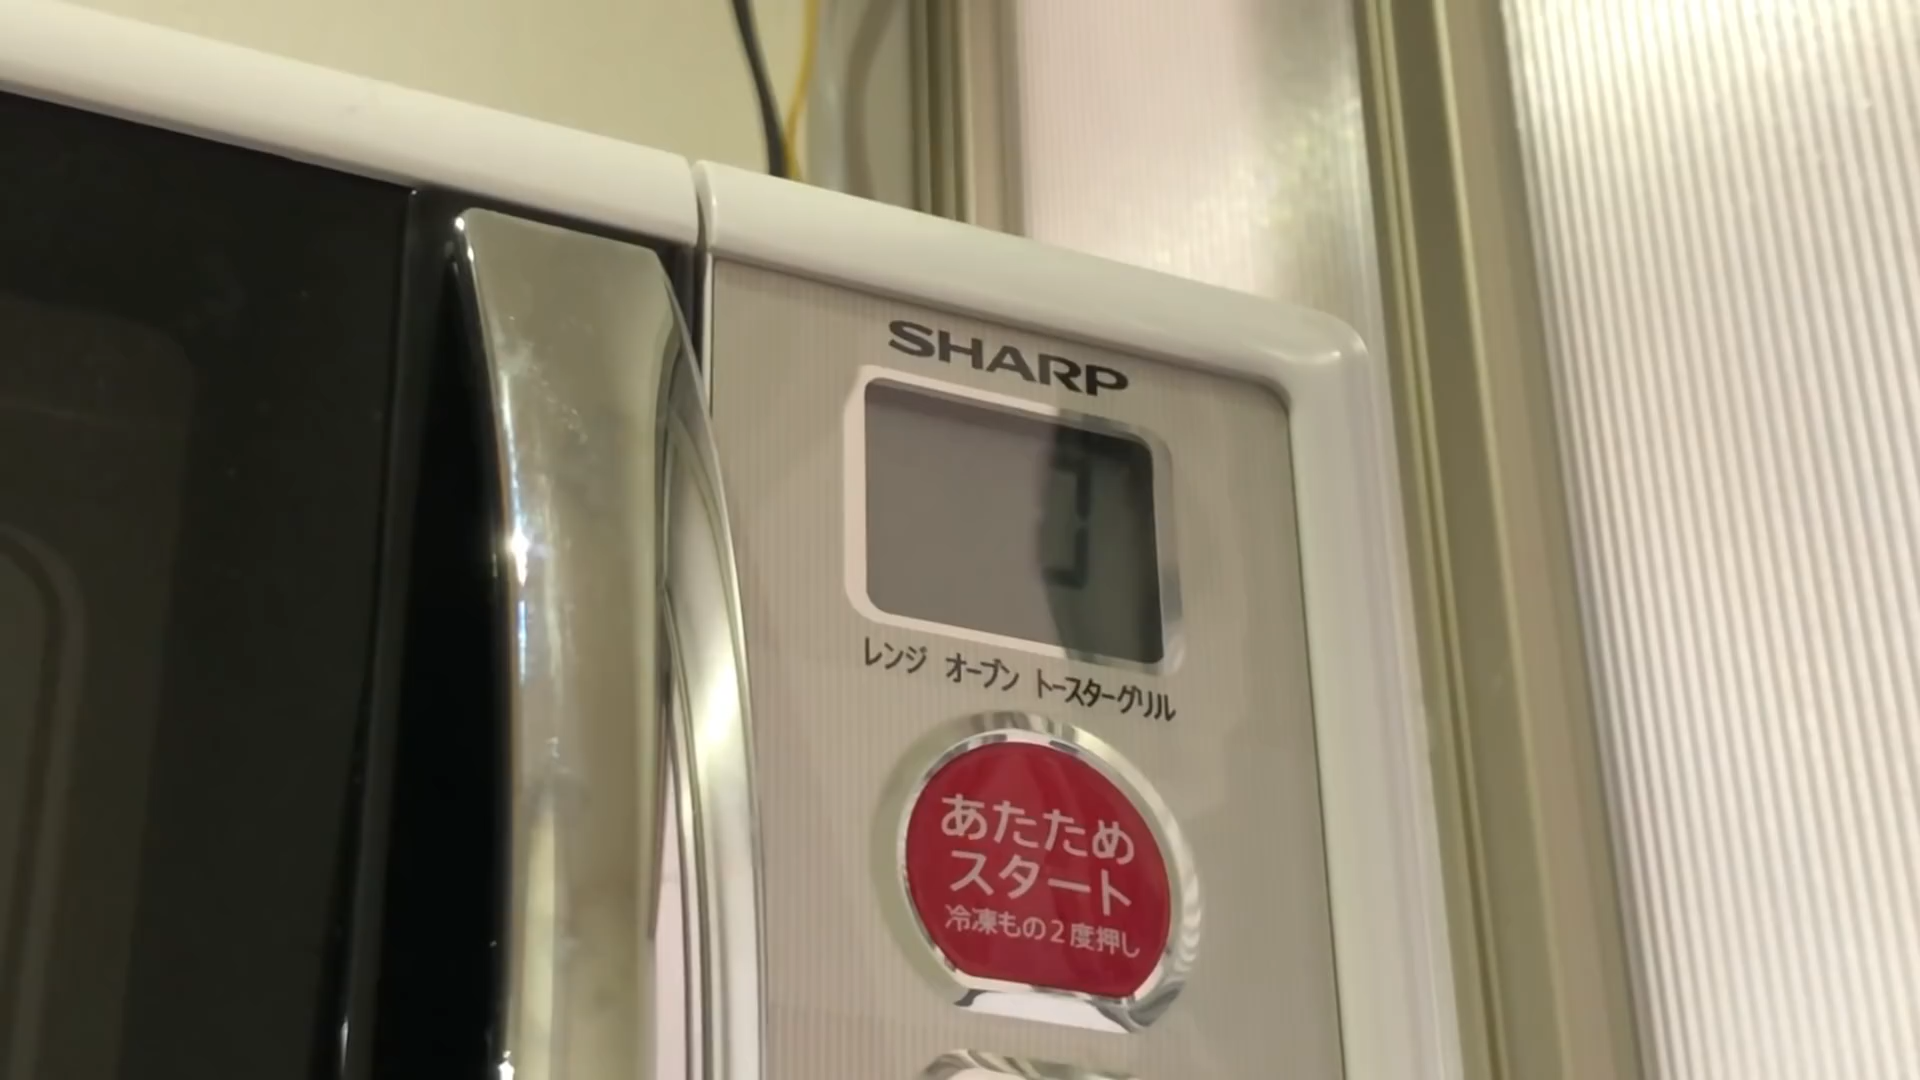 SHARP
レンジ オーブン トースターグリル
あたため
スタート
冷凍もの2度押し